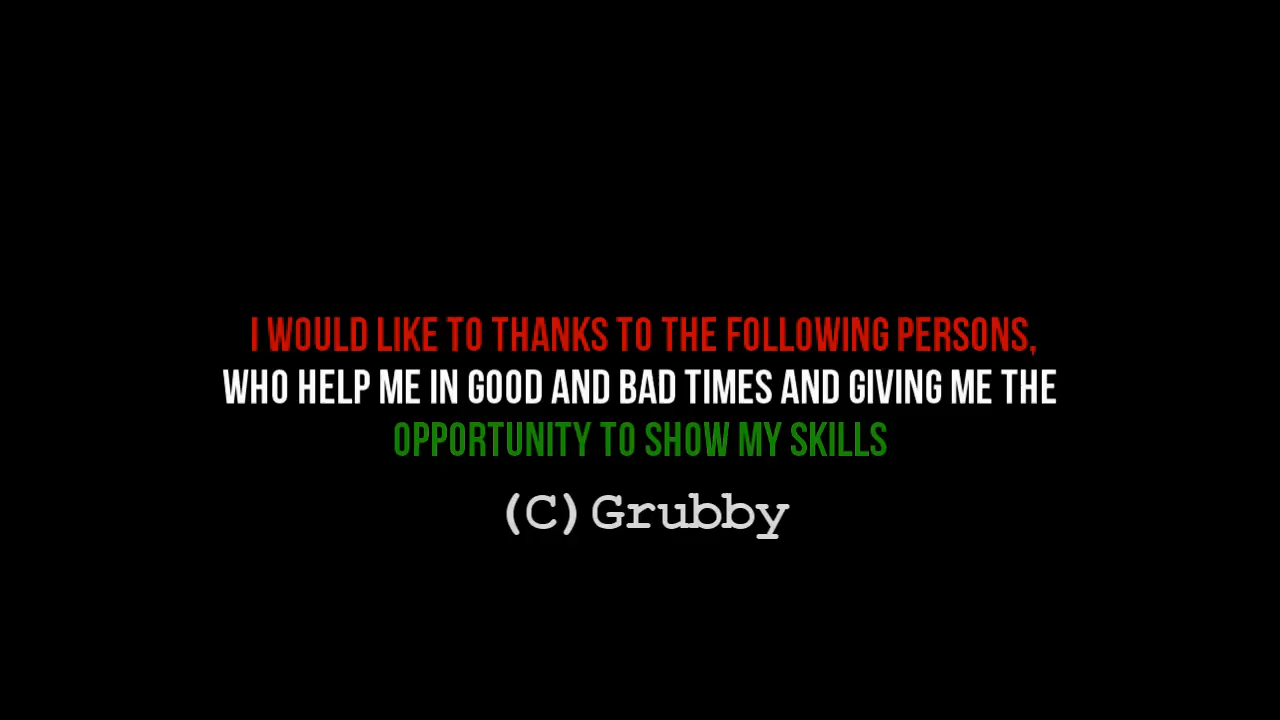 I WOULD LIKE TO THANKS TO THE FOLLOWING PERSONS,
WHO HELP ME IN GOOD AND BAD TIMES AND GIVING ME THE
OPPORTUNITY TO SHOW MY SKILLS
(C)Grubby